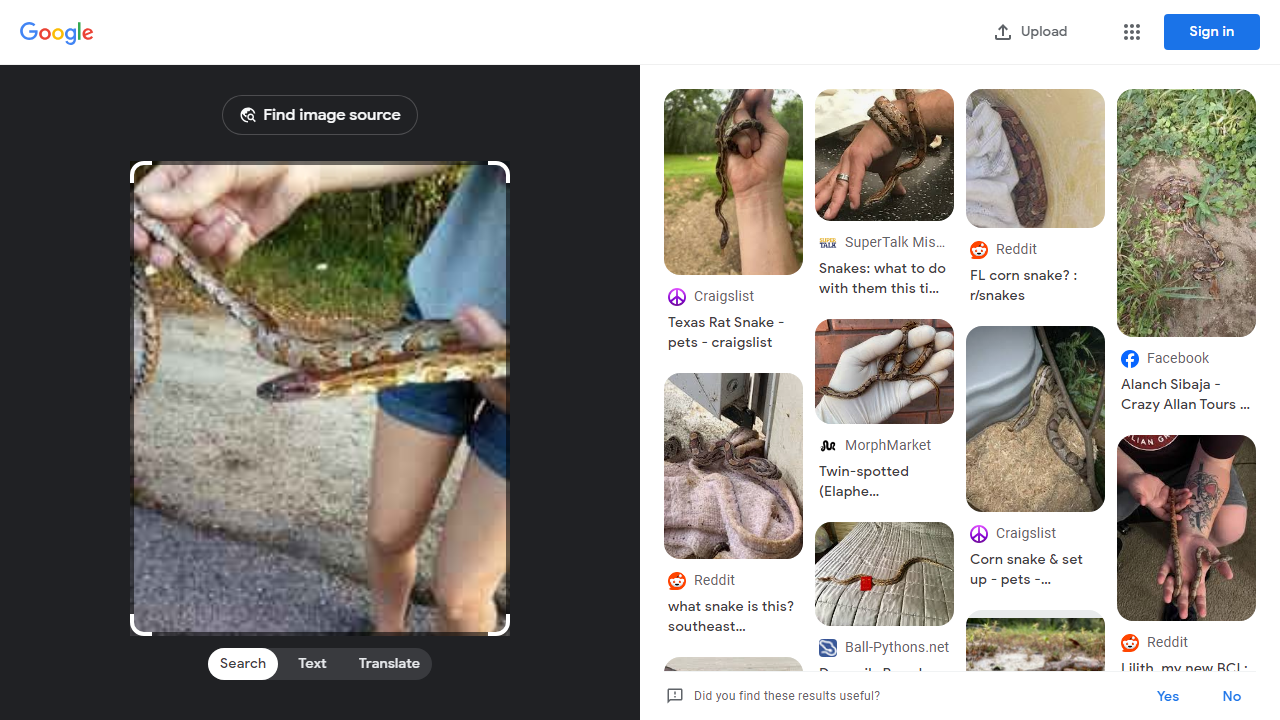 Google
Upload
Sign in
Find image source
Search
Text
Translate
Craigslist
Texas Rat Snake -
pets - craigslist
Reddit
what snake is this?
southeast...
SUPER
TALK
SuperTalk Mis...
Snakes: what to do
with them this ti...
MorphMarket
Twin-spotted
(Elaphe...
Ball-Pythons.net
Reddit
FL corn snake? :
r/snakes
Craigslist
Corn snake & set
up - pets -...
Facebook
Alanch Sibaja -
Crazy Allan Tours ...
Reddit
Lilith, my new BCI :
Did you find these results useful?
Yes
No